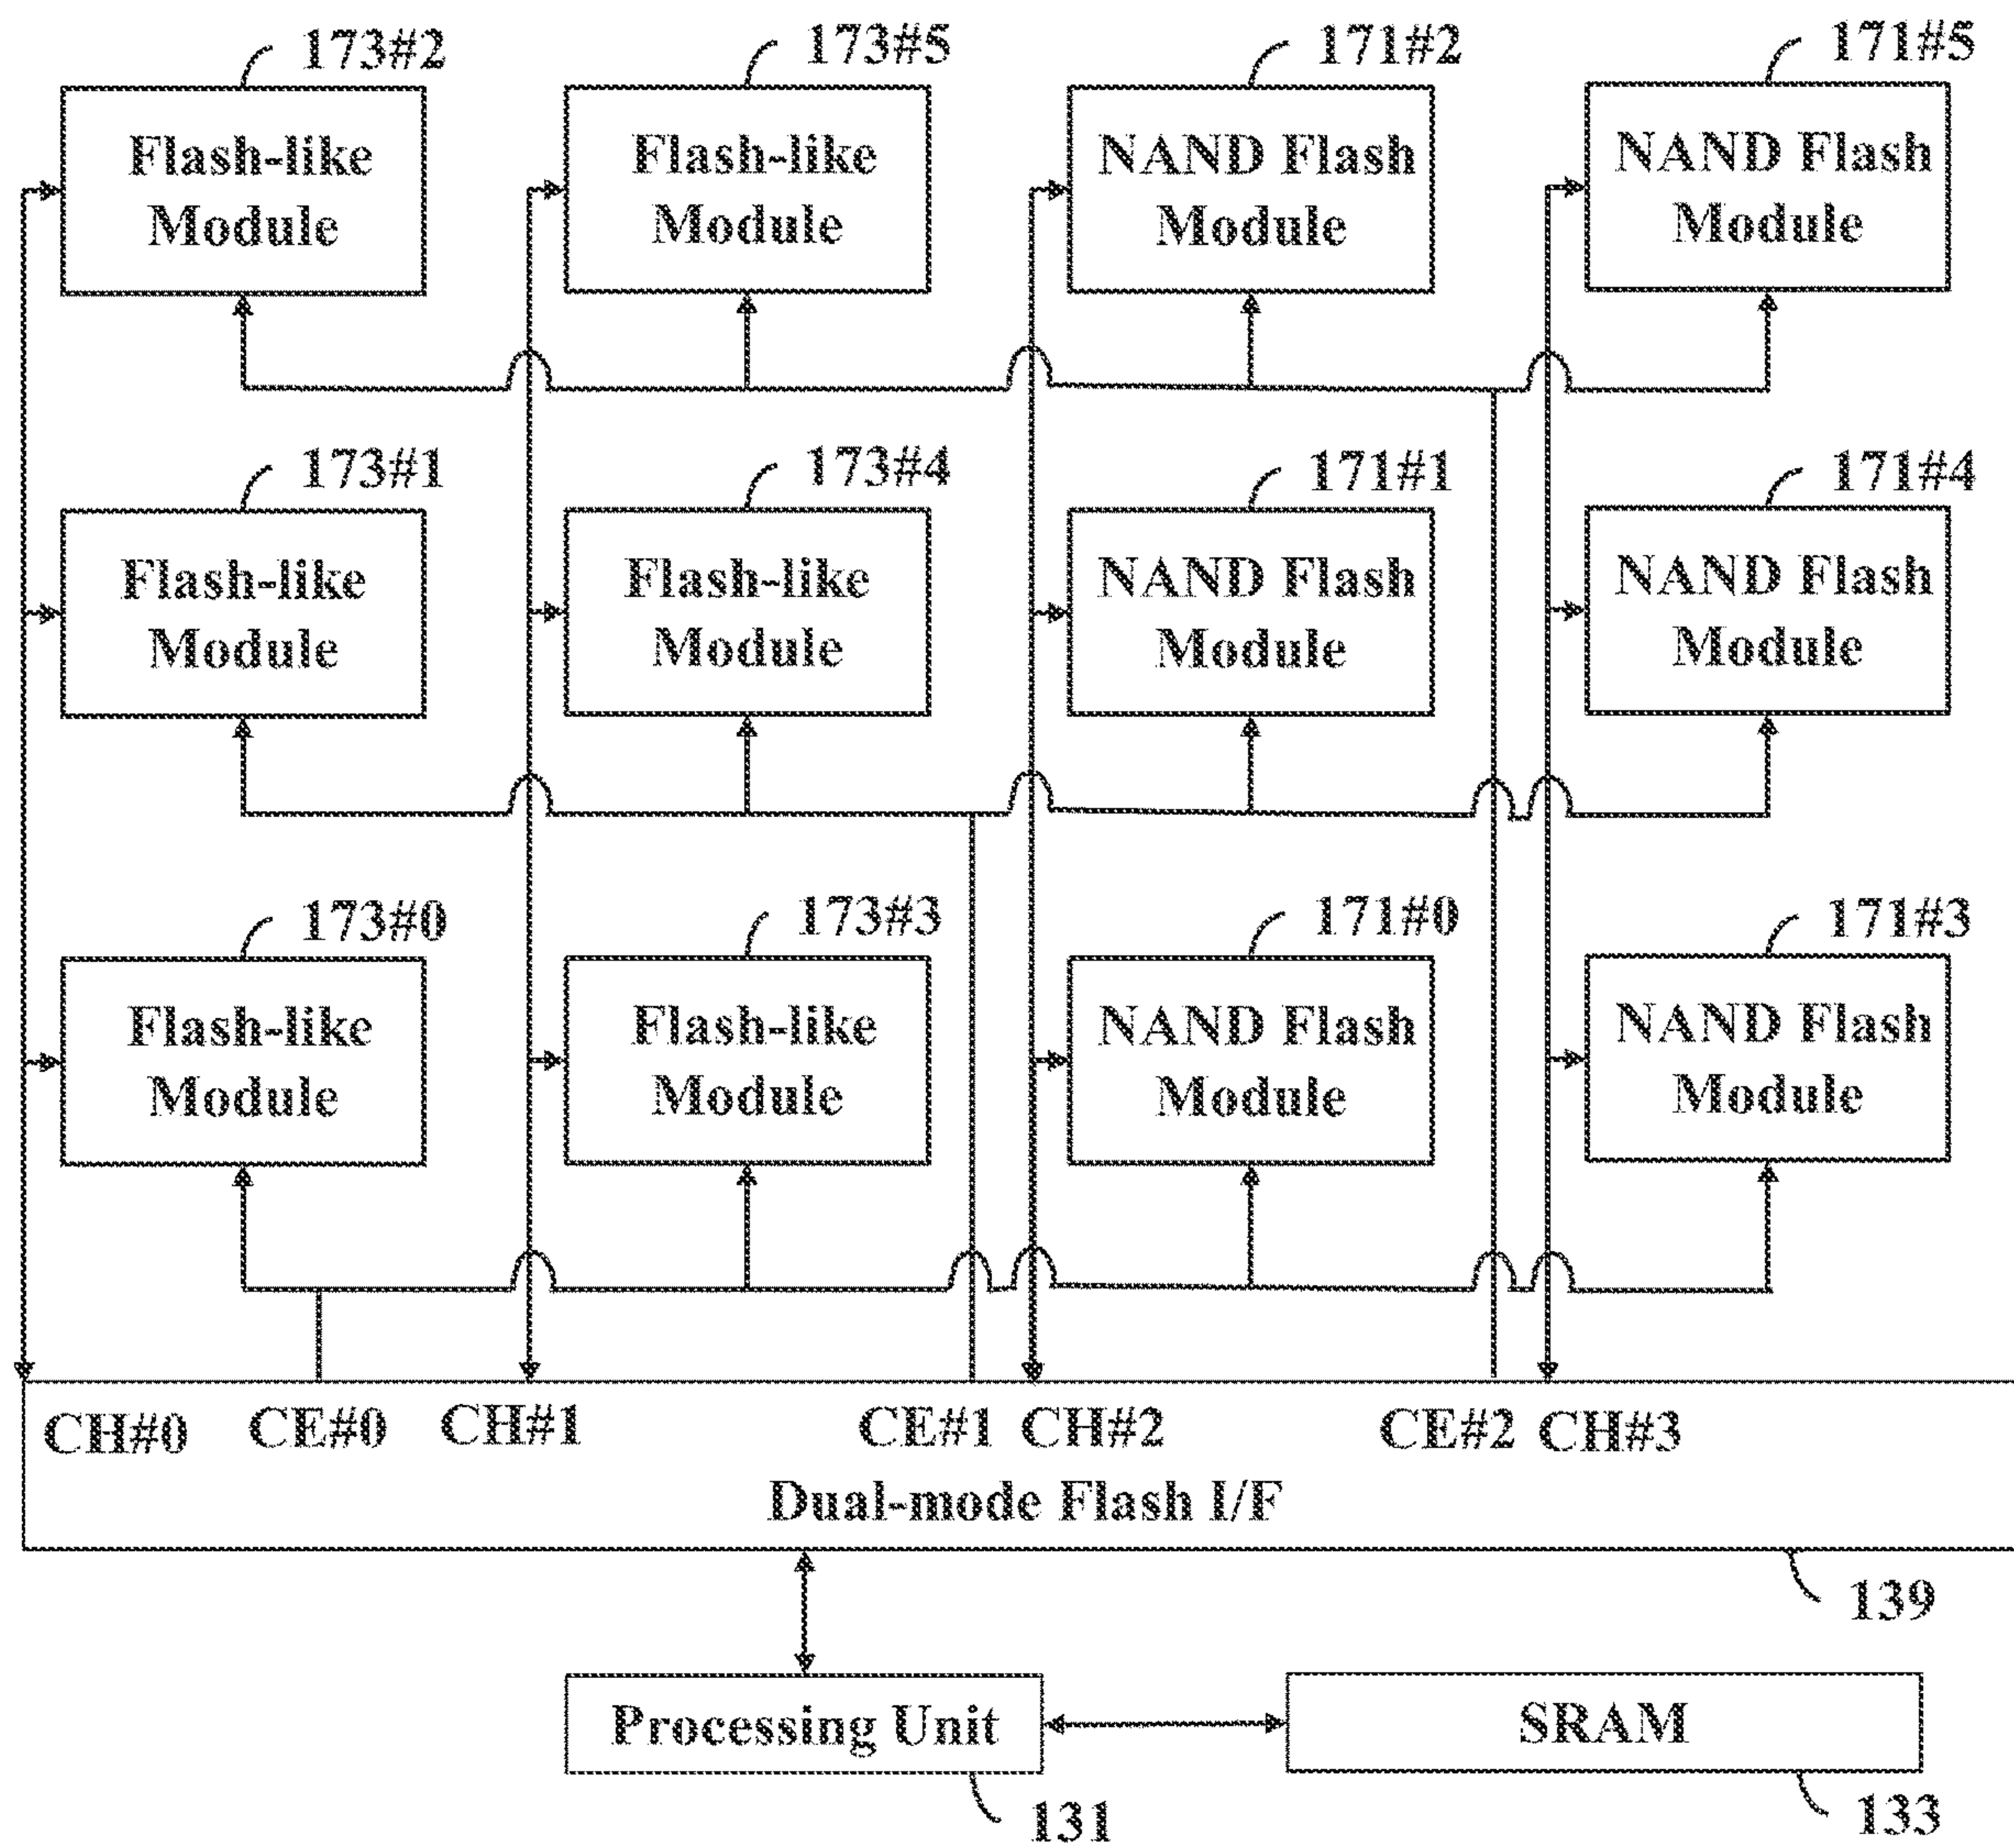 173#2 173#5 171#2 171#5
Flash-like Flash-like NAND Flash NAND Flash
Module Module Module Module
173#1 173#4 171#1 171#4
Flash-like Flash-like NAND Flash NAND Flash
Module Module Module Module
173#0 173#3 171#0 171#3
Flash-like Flash-like NAND Flash NAND Flash
Module Module Module Module
CH#0 CE#0 CH#1 CE#1 CH#2 CE#2 CH#3
Dual-mode Flash I/F
139
Processing Unit SRAM
131 133